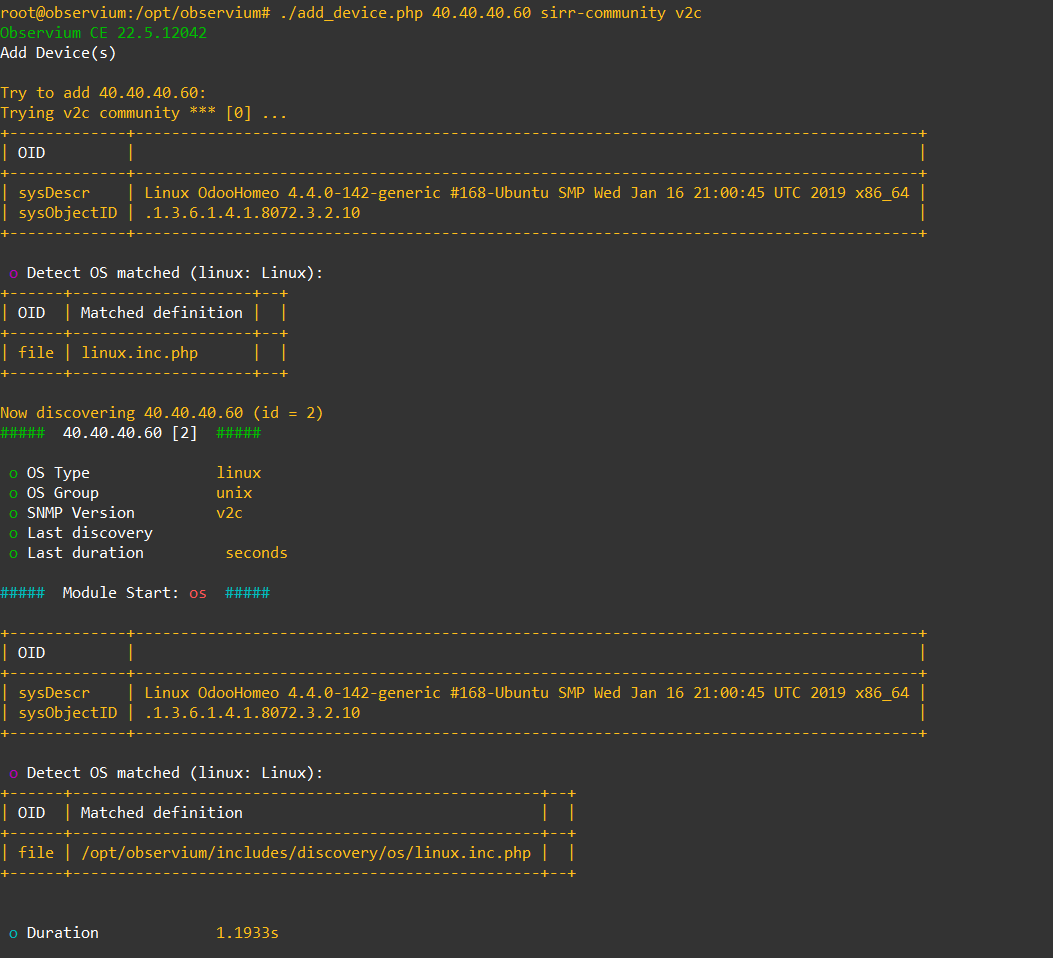 root@observium:/opt/observium# ./add_device.php 40.40.40.60 sirr-community v2c
Observium CE 22.5.12042
Add Device(s)

Try to add 40.40.40.60:
Trying v2c community *** [0] ...
+-------------+---------------------------------------------------------------------------------------+
| OID         |                                                                                       |
+-------------+---------------------------------------------------------------------------------------+
| sysDescr    | Linux OdooHomeo 4.4.0-142-generic #168-Ubuntu SMP Wed Jan 16 21:00:45 UTC 2019 x86_64 |
| sysObjectID | .1.3.6.1.4.1.8072.3.2.10                                                              |
+-------------+---------------------------------------------------------------------------------------+

 o Detect OS matched (linux: Linux):
+------+--------------------+--+
| OID  | Matched definition |  |
+------+--------------------+--+
| file | linux.inc.php      |  |
+------+--------------------+--+

Now discovering 40.40.40.60 (id = 2)
#####  40.40.40.60 [2]  #####

 o OS Type              linux
 o OS Group             unix
 o SNMP Version         v2c
 o Last discovery
 o Last duration         seconds

#####  Module Start: os  #####

+-------------+---------------------------------------------------------------------------------------+
| OID         |                                                                                       |
+-------------+---------------------------------------------------------------------------------------+
| sysDescr    | Linux OdooHomeo 4.4.0-142-generic #168-Ubuntu SMP Wed Jan 16 21:00:45 UTC 2019 x86_64 |
| sysObjectID | .1.3.6.1.4.1.8072.3.2.10                                                              |
+-------------+---------------------------------------------------------------------------------------+

 o Detect OS matched (linux: Linux):
+------+----------------------------------------------------+--+
| OID  | Matched definition                                 |  |
+------+----------------------------------------------------+--+
| file | /opt/observium/includes/discovery/os/linux.inc.php |  |
+------+----------------------------------------------------+--+

 o Duration             1.1933s